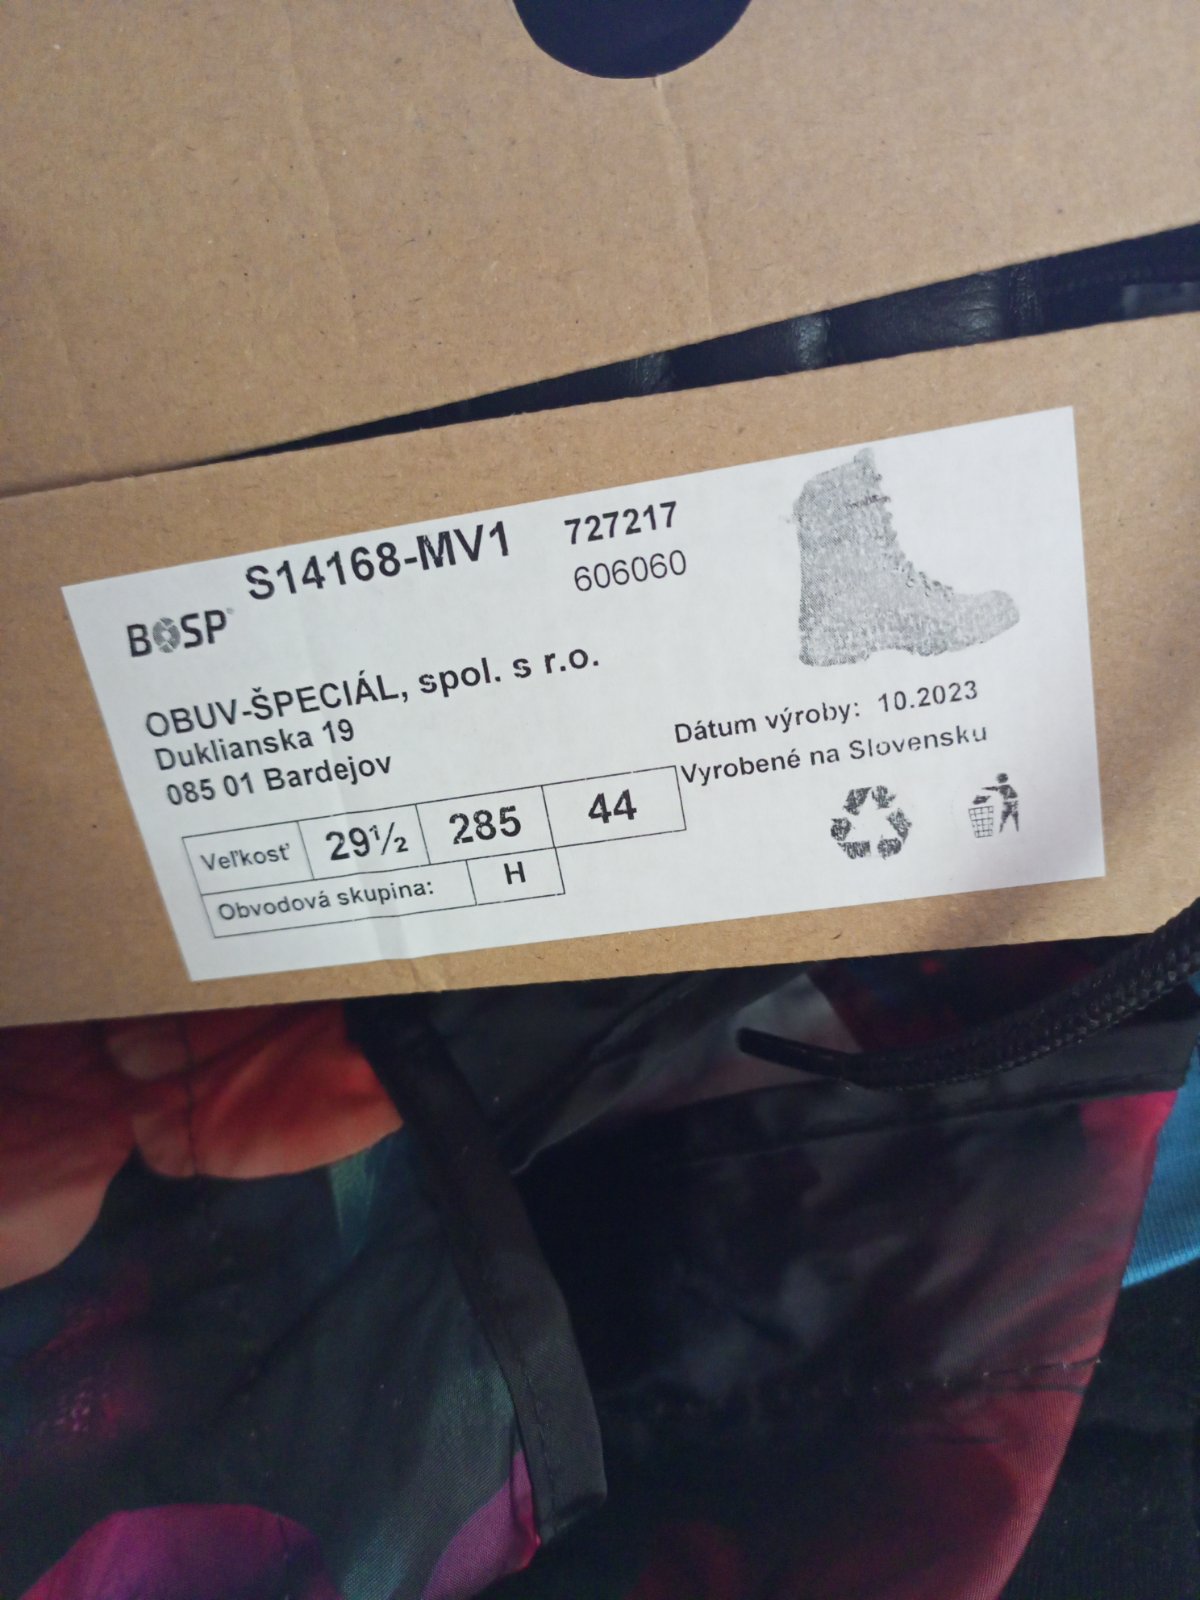 S14168-MV1
727217
606060
BOSP
OBUV-ŠPECIÁL, spol. s r.o.
Duklianska 19
085 01 Bardejov
Dátum výroby: 10.2023
Vyrobené na Slovensku
Veľkosť 29½ 285 44
Obvodová skupina: H